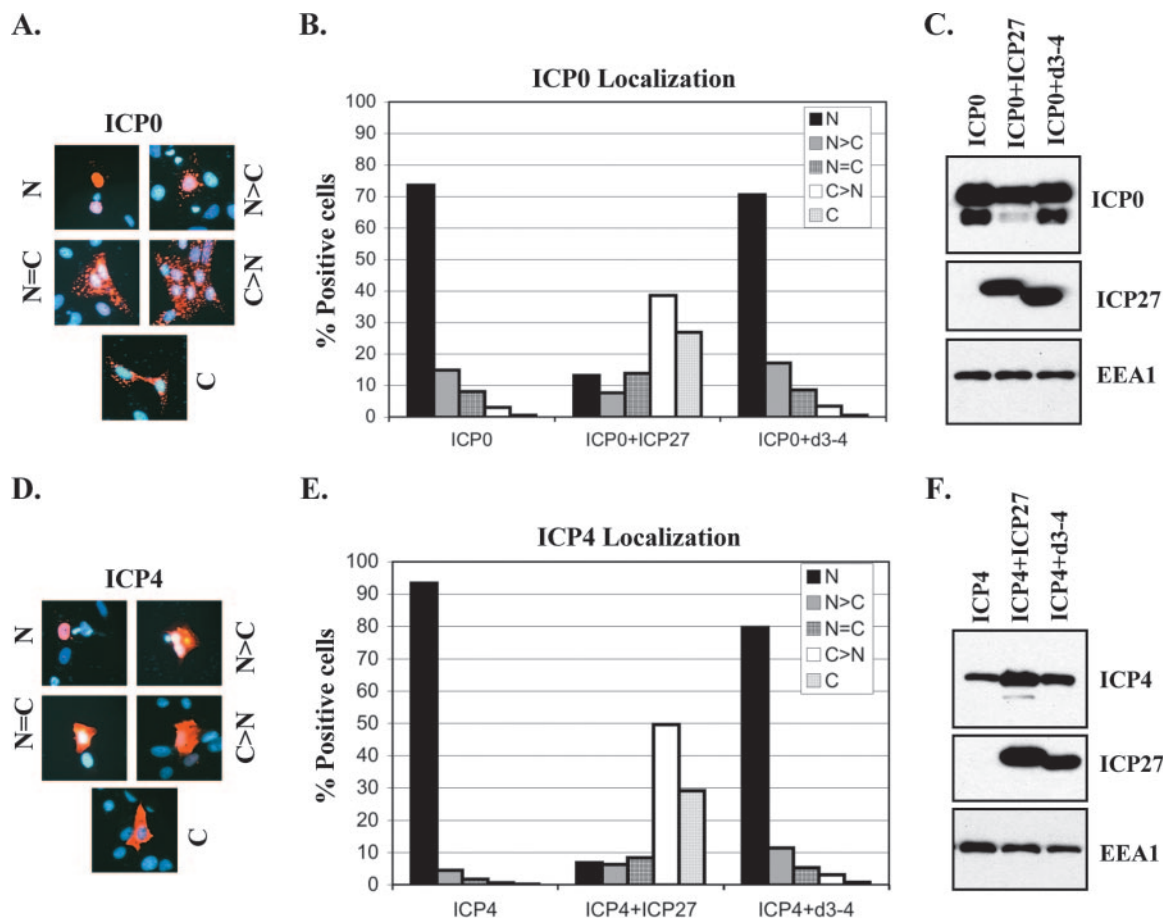 A.
ICP0
N
N>C
N=C
C>N
C
B.
ICP0 Localization
% Positive cells
100
90
80
70
60
50
40
30
20
10
0
N
N>C
N=C
C>N
C
ICP0
ICP0+ICP27
ICP0+d3-4
C.
ICP0
ICP0+ICP27
ICP0+d3-4
ICP0
ICP27
EEA1
D.
ICP4
N
N>C
N=C
C>N
C
E.
ICP4 Localization
% Positive cells
100
90
80
70
60
50
40
30
20
10
0
N
N>C
N=C
C>N
C
ICP4
ICP4+ICP27
ICP4+d3-4
F.
ICP4
ICP4+ICP27
ICP4+d3-4
ICP4
ICP27
EEA1